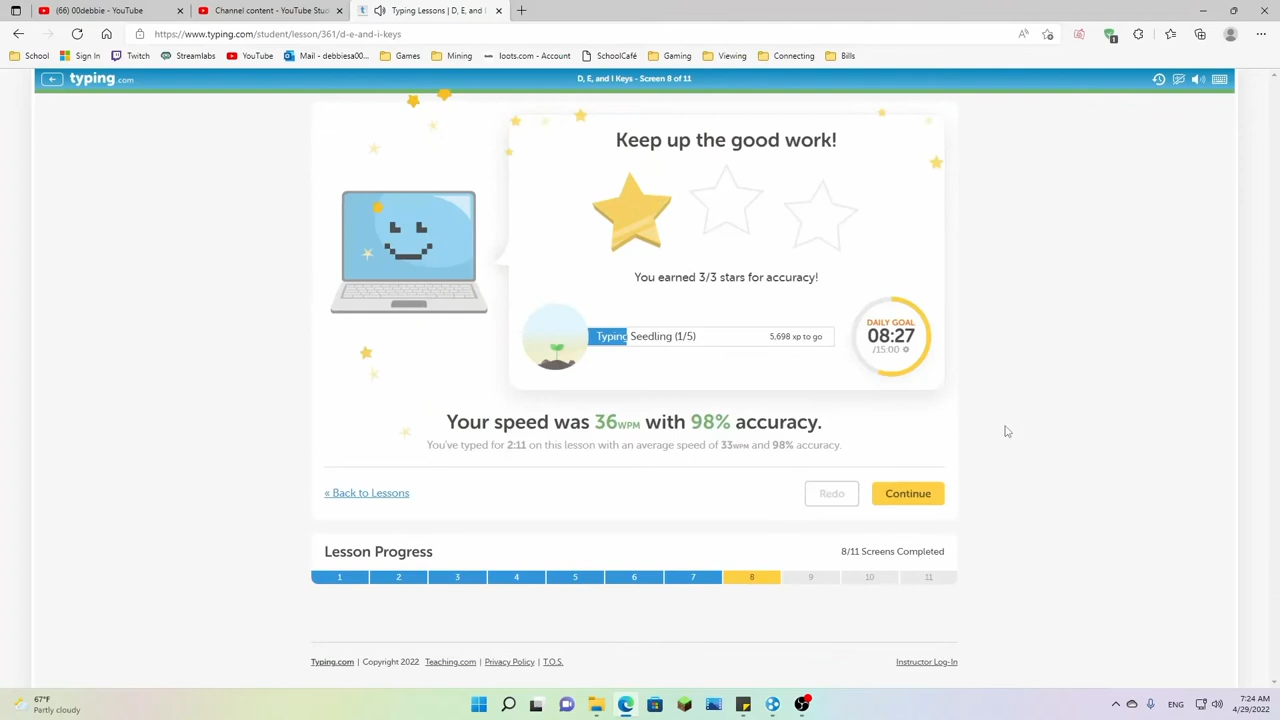 (66) 00debbie - YouTube
Channel content - YouTube Stud
Typing Lessons | D, E, and I
https://www.typing.com/student/lesson/361/d-e-and-i-keys
School
Sign In
Twitch
Streamlabs
YouTube
Mail - debbiesa00...
Games
Mining
loots.com - Account
SchoolCafé
Gaming
Viewing
Connecting
Bills
typing.com
D, E, and I Keys - Screen 8 of 11
Keep up the good work!
You earned 3/3 stars for accuracy!
Typing Seedling (1/5)
5,698 xp to go
DAILY GOAL
08:27
/15:00
Your speed was 36WPM with 98% accuracy.
You've typed for 2:11 on this lesson with an average speed of 33WPM and 98% accuracy.
« Back to Lessons
Redo
Continue
Lesson Progress
8/11 Screens Completed
1 2 3 4 5 6 7 8 9 10 11
Typing.com | Copyright 2022 Teaching.com | Privacy Policy | T.O.S.
Instructor Log-In
67°F
Partly cloudy
ENG
7:24 AM
4/29/2022